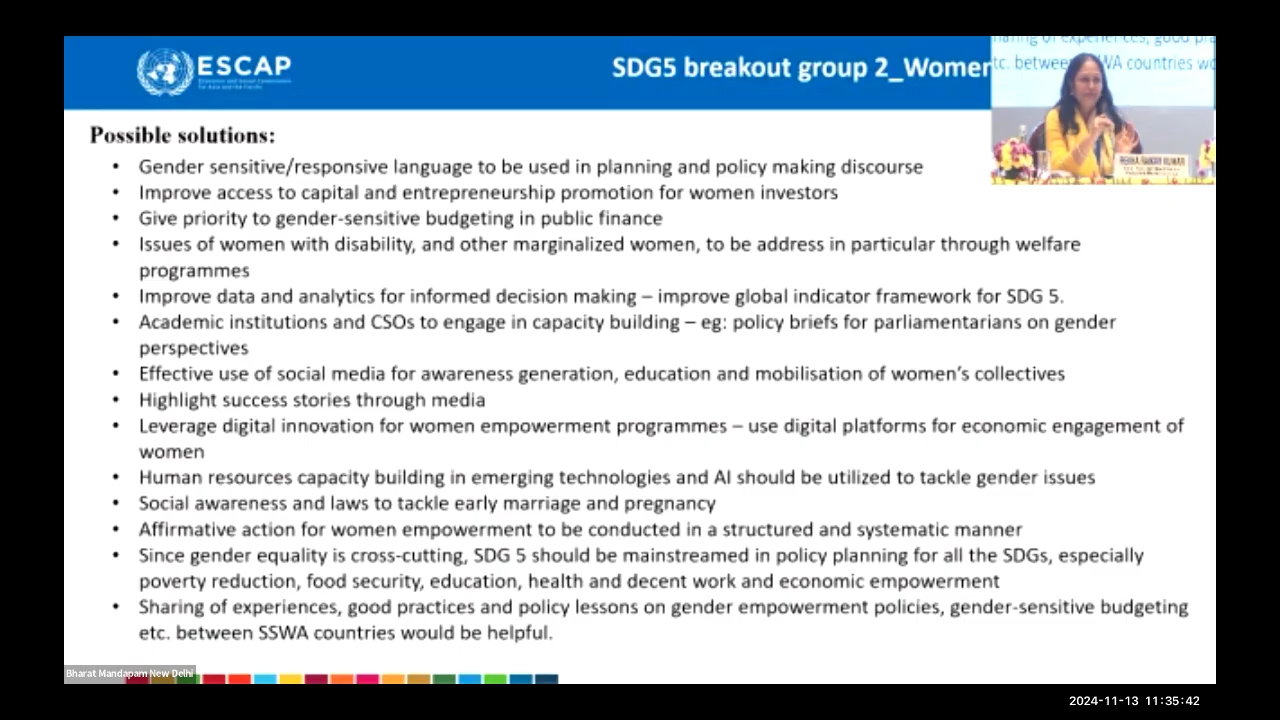 ESCAP
SDG5 breakout group 2_Women
haring of experiences, good pra
tc. between SSWA countries wo
Possible solutions:
• Gender sensitive/responsive language to be used in planning and policy making discourse
• Improve access to capital and entrepreneurship promotion for women investors
• Give priority to gender-sensitive budgeting in public finance
• Issues of women with disability, and other marginalized women, to be address in particular through welfare
programmes
• Improve data and analytics for informed decision making – improve global indicator framework for SDG 5.
• Academic institutions and CSOs to engage in capacity building – eg: policy briefs for parliamentarians on gender
perspectives
• Effective use of social media for awareness generation, education and mobilisation of women’s collectives
• Highlight success stories through media
• Leverage digital innovation for women empowerment programmes – use digital platforms for economic engagement of
women
• Human resources capacity building in emerging technologies and AI should be utilized to tackle gender issues
• Social awareness and laws to tackle early marriage and pregnancy
• Affirmative action for women empowerment to be conducted in a structured and systematic manner
• Since gender equality is cross-cutting, SDG 5 should be mainstreamed in policy planning for all the SDGs, especially
poverty reduction, food security, education, health and decent work and economic empowerment
• Sharing of experiences, good practices and policy lessons on gender empowerment policies, gender-sensitive budgeting
etc. between SSWA countries would be helpful.
Bharat Mandapam New Delhi
2024-11-13 11:35:42